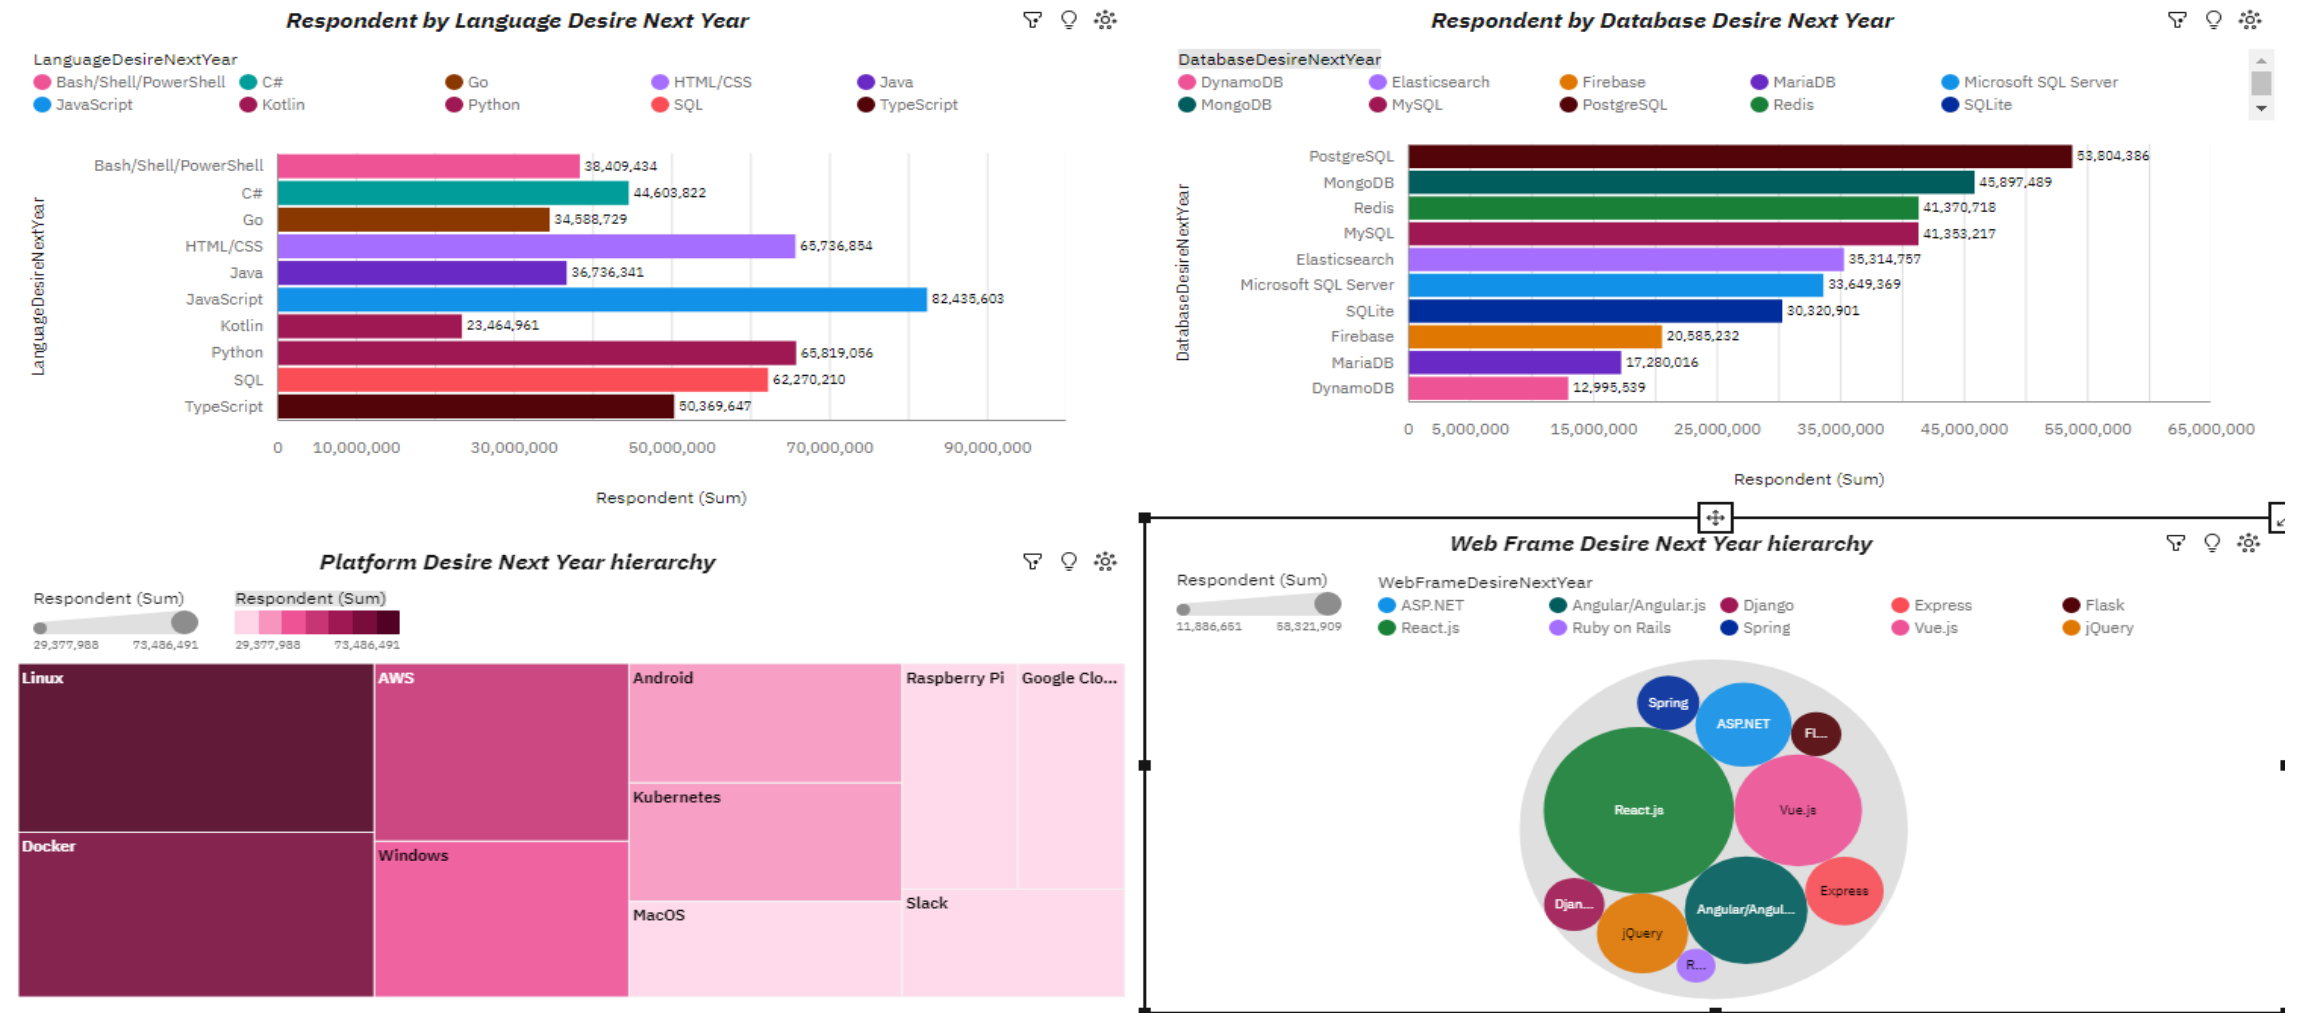 Respondent by Language Desire Next Year
LanguageDesireNextYear
Bash/Shell/PowerShell C# Go HTML/CSS Java
JavaScript Kotlin Python SQL TypeScript
LanguageDesireNextYear
Bash/Shell/PowerShell 38,409,434
C# 44,603,822
Go 34,588,729
HTML/CSS 65,736,854
Java 36,736,341
JavaScript 82,435,603
Kotlin 23,464,961
Python 65,819,056
SQL 62,270,210
TypeScript 50,369,647
0 10,000,000 30,000,000 50,000,000 70,000,000 90,000,000
Respondent (Sum)
Respondent by Database Desire Next Year
DatabaseDesireNextYear
DynamoDB Elasticsearch Firebase MariaDB Microsoft SQL Server
MongoDB MySQL PostgreSQL Redis SQLite
DatabaseDesireNextYear
PostgreSQL 53,804,386
MongoDB 45,897,489
Redis 41,370,718
MySQL 41,353,217
Elasticsearch 35,314,757
Microsoft SQL Server 33,649,369
SQLite 30,320,901
Firebase 20,585,232
MariaDB 17,280,016
DynamoDB 12,995,539
0 5,000,000 15,000,000 25,000,000 35,000,000 45,000,000 55,000,000 65,000,000
Respondent (Sum)
Platform Desire Next Year hierarchy
Respondent (Sum) Respondent (Sum)
29,377,988 73,486,491 29,377,988 73,486,491
Linux AWS Android Raspberry Pi Google Clo...
Kubernetes
Docker
Windows
Slack
MacOS
Web Frame Desire Next Year hierarchy
Respondent (Sum) WebFrameDesireNextYear
ASP.NET Angular/Angular.js Django Express Flask
11,886,651 58,321,909
React.js Ruby on Rails Spring Vue.js jQuery
Spring
ASP.NET
Fl...
React.js
Vue.js
Express
Djan...
Angular/Angul...
jQuery
R...